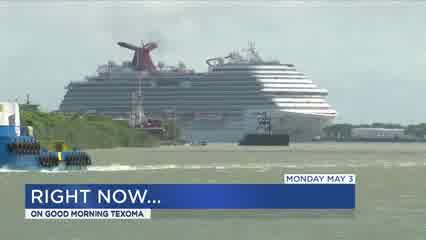 MONDAY MAY 3
RIGHT NOW...
ON GOOD MORNING TEXOMA